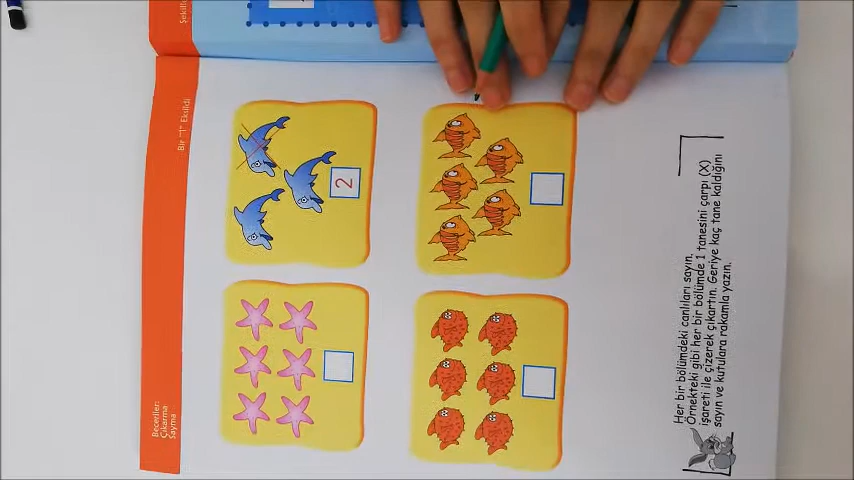 Her bir bölümdeki canlıları sayın.
Örnekteki gibi her bir bölümde 1 tanesini çarpı (X)
işareti ile çizerek çıkartın. Geriye kaç tane kaldığını
sayın ve kutulara rakamla yazın.
2
Beceriler:
Çıkarma
Sayma
Bir "1" Eksildi
Şekiller